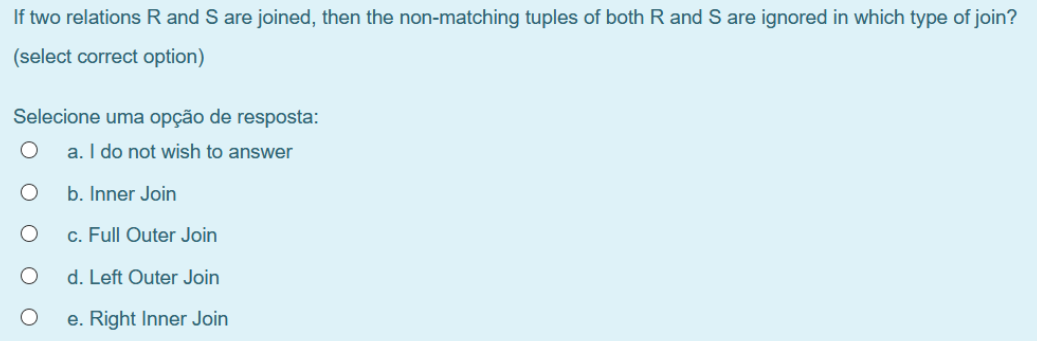 If two relations R and S are joined, then the non-matching tuples of both R and S are ignored in which type of join?
(select correct option)
Selecione uma opção de resposta:
a. I do not wish to answer
b. Inner Join
c. Full Outer Join
d. Left Outer Join
e. Right Inner Join